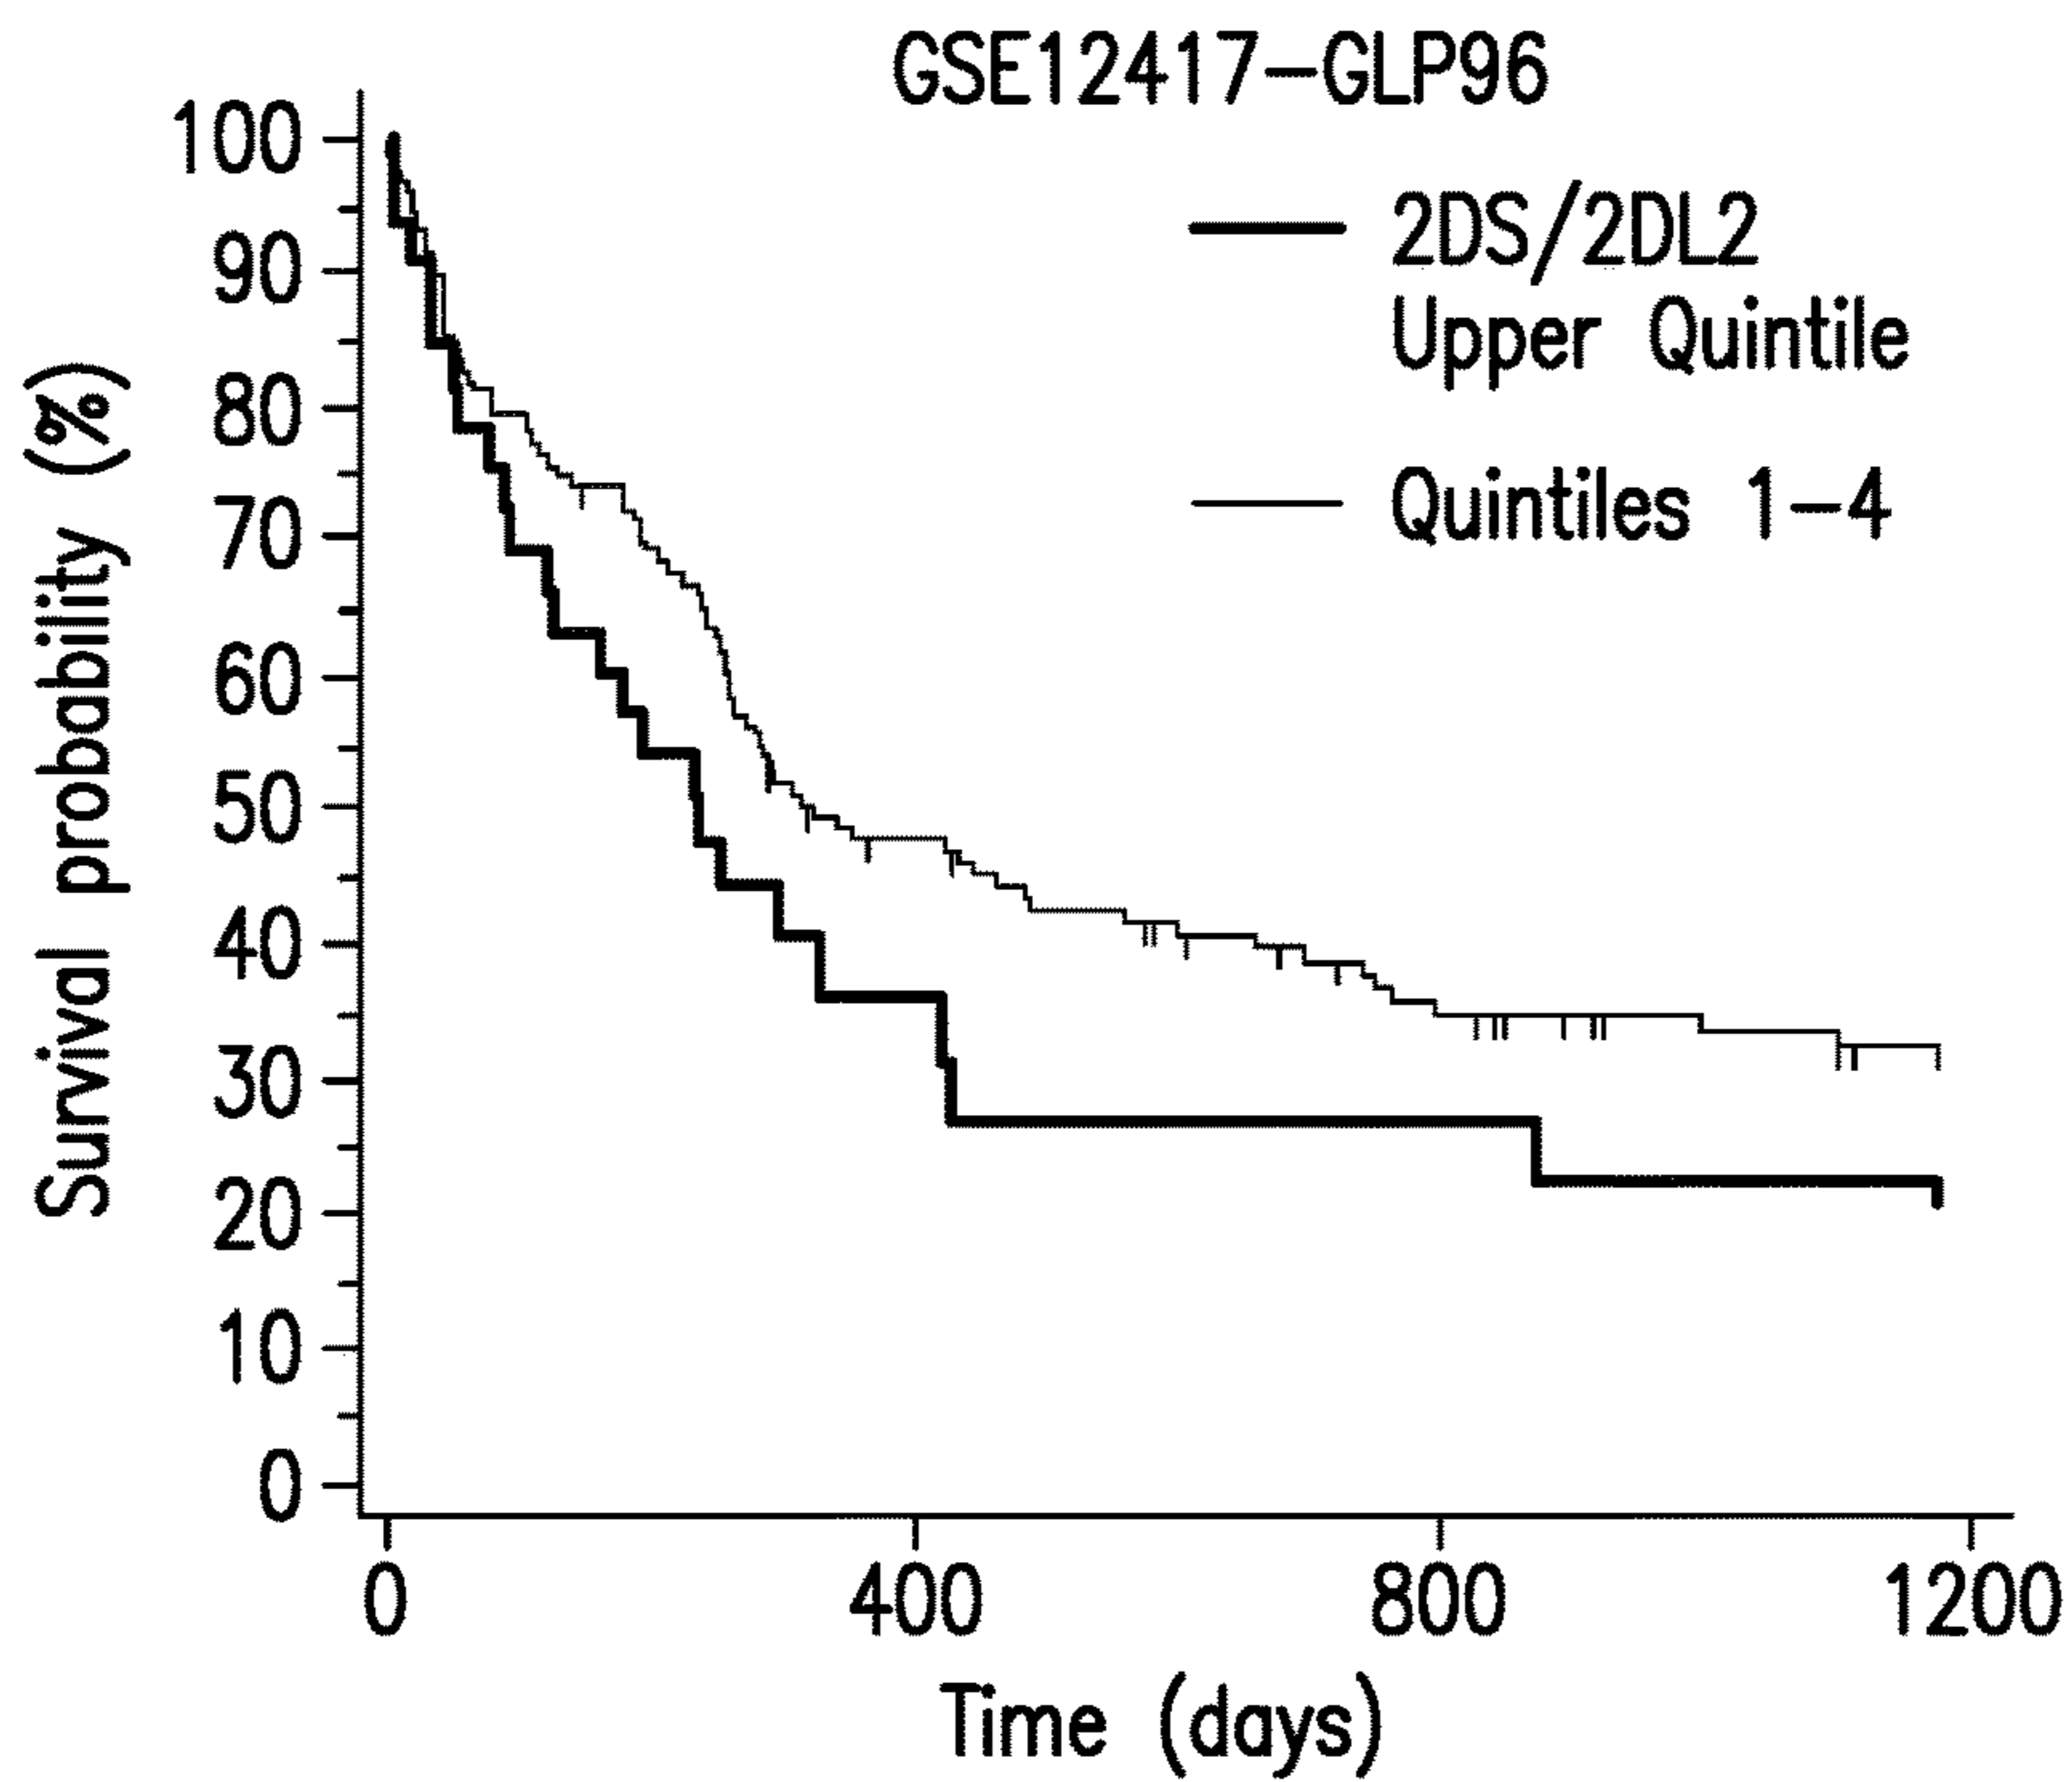 GSE12417-GLP96
2DS/2DL2
Upper Quintile
Quintiles 1-4
Survival probability (%)
100
90
80
70
60
50
40
30
20
10
0
0 400 800 1200
Time (days)